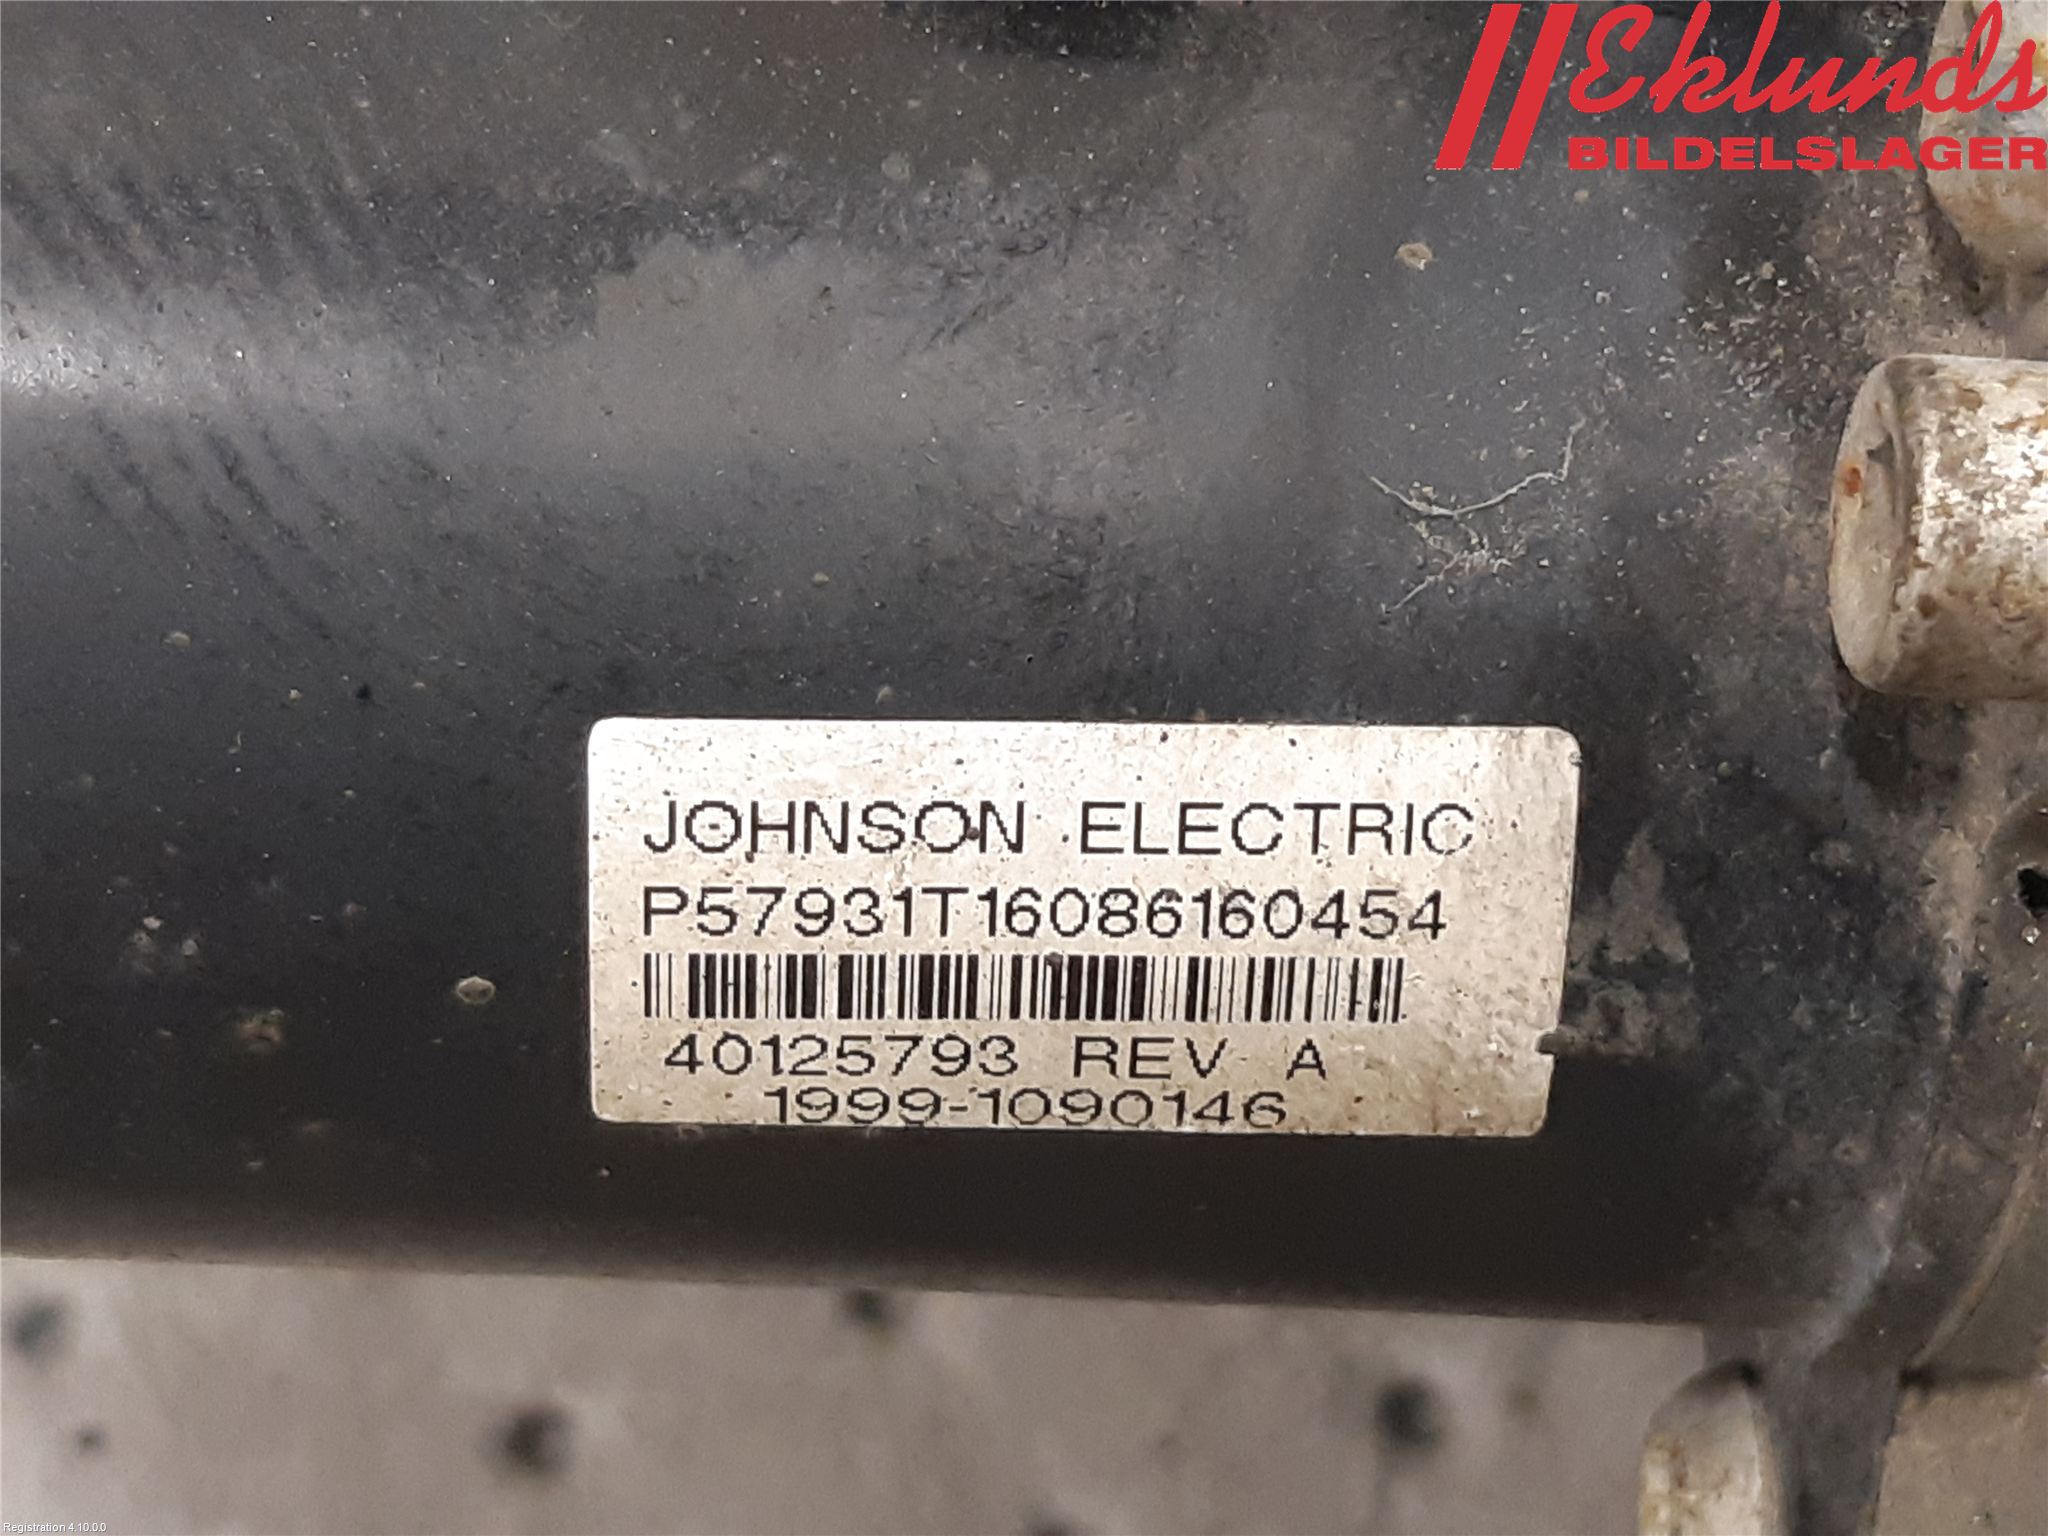 Eklunds
BILDELSLAGER
JOHNSON ELECTRIC
P57931T16086160454
40125793 REV A
1999-1090146
Registration 4.10.0.0